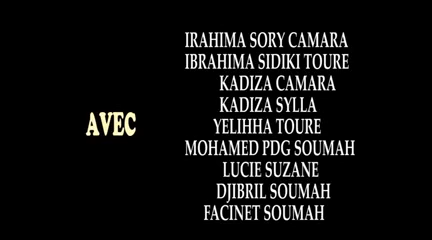 AVEC
IRAHIMA SORY CAMARA
IBRAHIMA SIDIKI TOURE
KADIZA CAMARA
KADIZA SYLLA
YELIHHA TOURE
MOHAMED PDG SOUMAH
LUCIE SUZANE
DJIBRIL SOUMAH
FACINET SOUMAH